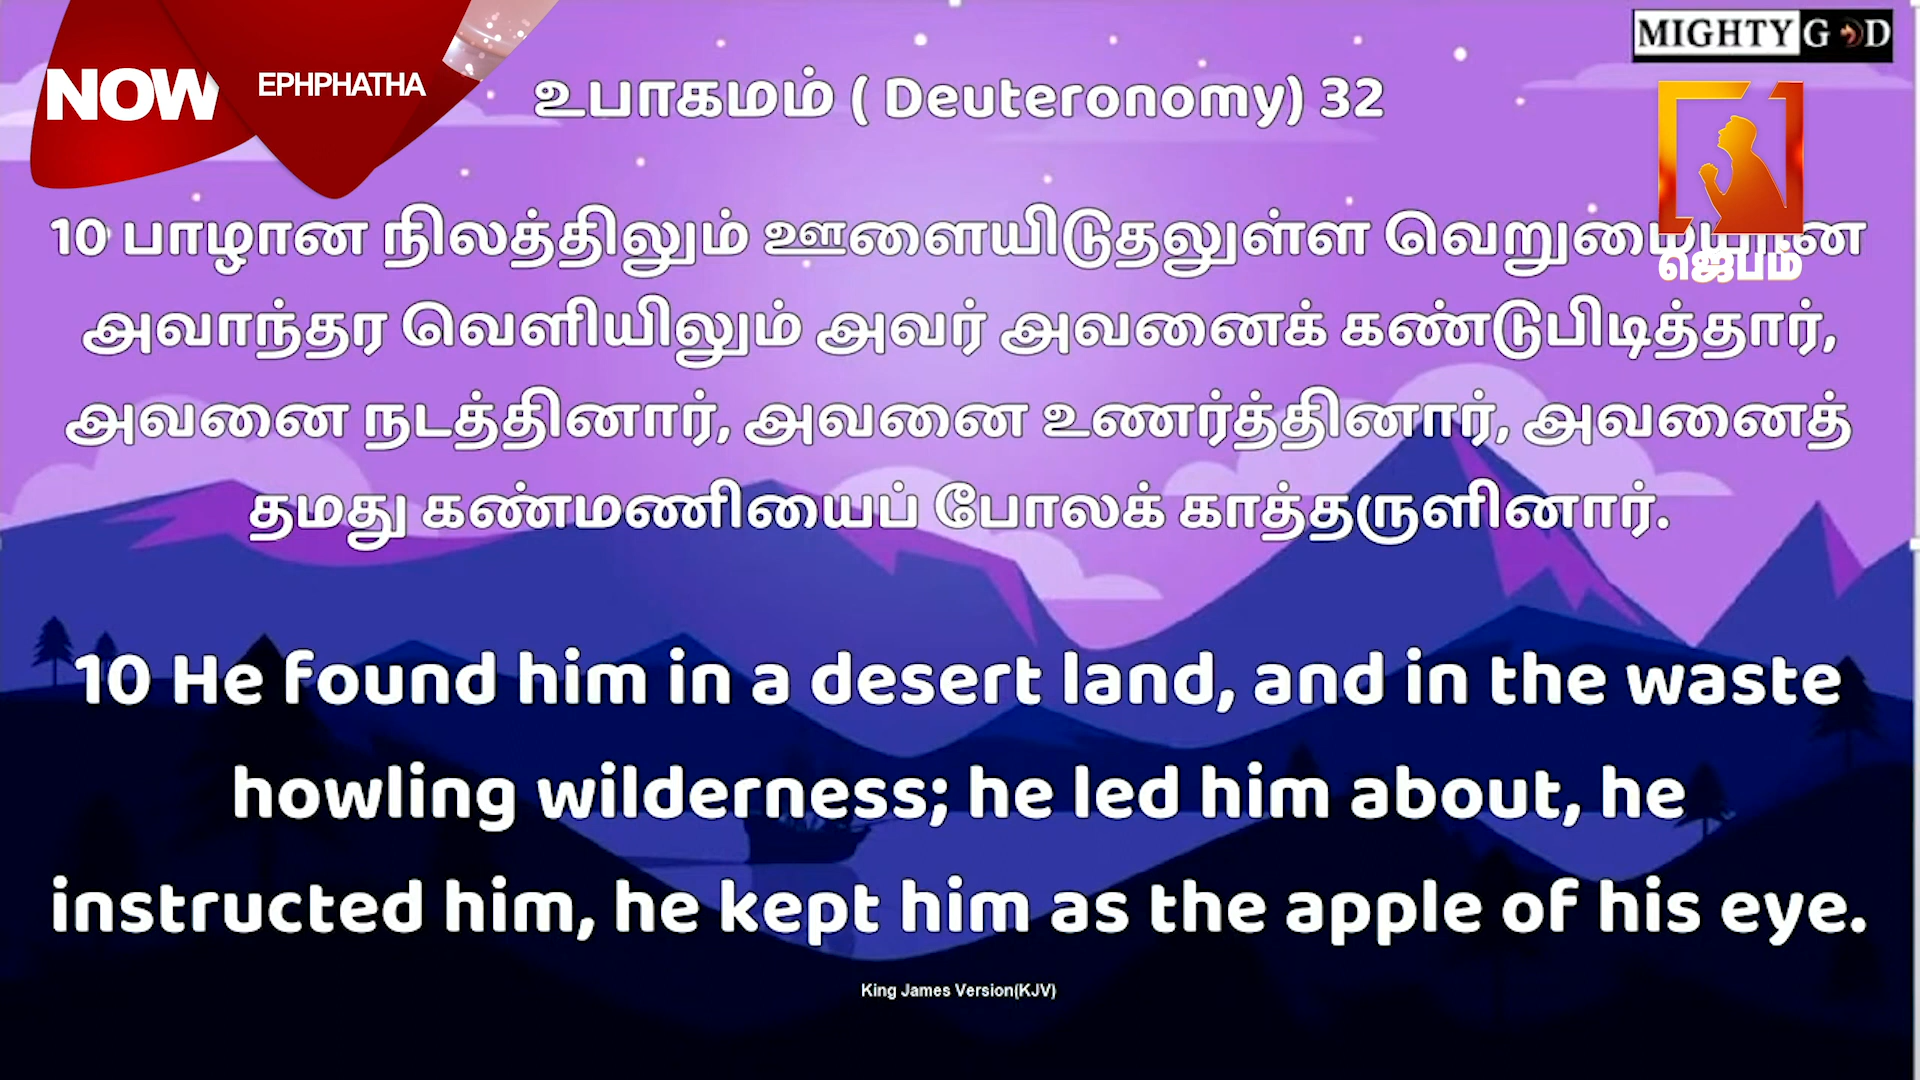 NOW
EPHPHATHA
MIGHTY GOD
உபாகமம் ( Deuteronomy) 32
10 பாழான நிலத்திலும் ஊளையிடுதலுள்ள வெறுமையான
ஜெபம்
அவாந்தர வெளியிலும் அவர் அவனைக் கண்டுபிடித்தார்,
அவனை நடத்தினார், அவனை உணர்த்தினார், அவனைத்
தமது கண்மணியைப் போலக் காத்தருளினார்.
10 He found him in a desert land, and in the waste
howling wilderness; he led him about, he
instructed him, he kept him as the apple of his eye.
King James Version(KJV)